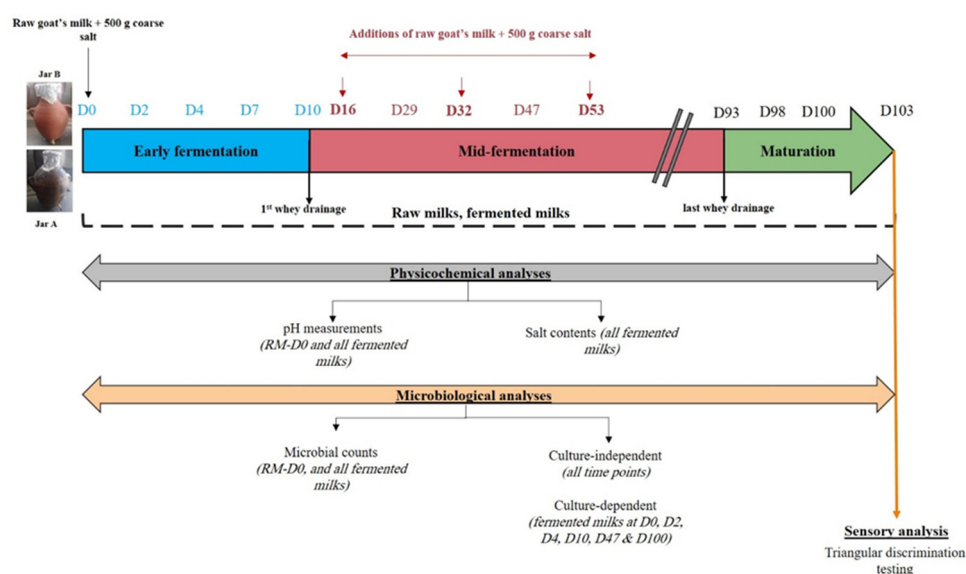 Raw goat's milk + 500 g coarse
salt
Additions of raw goat's milk + 500 g coarse salt
Jar B
D0 D2 D4 D7 D10 D16 D29 D32 D47 D53 D93 D98 D100 D103
Early fermentation Mid-fermentation Maturation
Jar A
1st whey drainage Raw milks, fermented milks last whey drainage
Physicochemical analyses
pH measurements
(RM-D0 and all fermented
milks)
Salt contents (all fermented
milks)
Microbiological analyses
Microbial counts
(RM-D0, and all fermented
milks)
Culture-independent
(all time points)
Culture-dependent
(fermented milks at D0, D2,
D4, D10, D47 & D100)
Sensory analysis
Triangular discrimination
testing